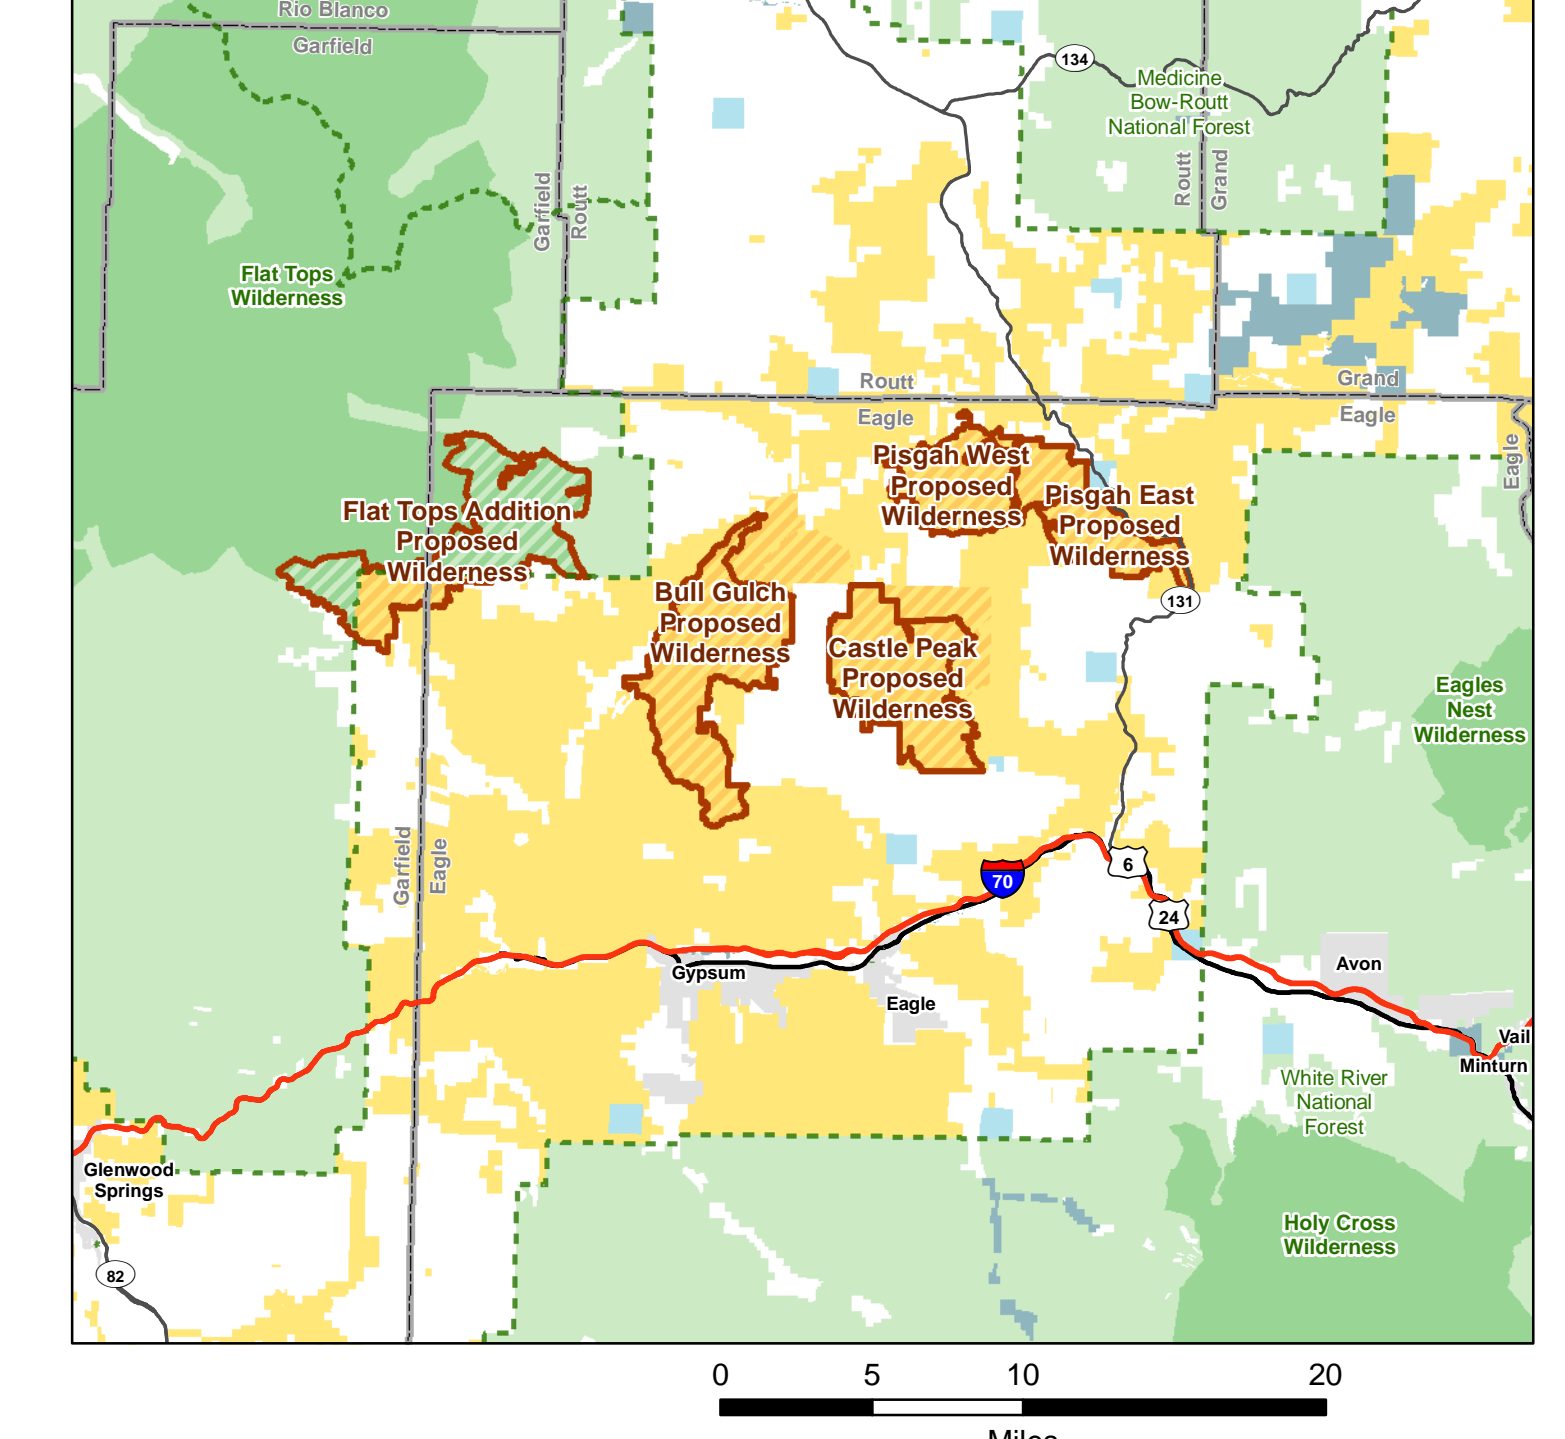 Rio Blanco
Garfield
134
Medicine
Bow-Routt
National Forest
Garfield
Routt
Routt
Grand
Flat Tops
Wilderness
Routt
Eagle
Grand
Eagle
Eagle
Pisgah West
Proposed
Wilderness
Pisgah East
Proposed
Wilderness
Flat Tops Addition
Proposed
Wilderness
Bull Gulch
Proposed
Wilderness
131
Castle Peak
Proposed
Wilderness
Eagles
Nest
Wilderness
Garfield
Eagle
6
70
24
Gypsum
Avon
Eagle
Vail
Minturn
White River
National
Forest
Glenwood
Springs
Holy Cross
Wilderness
82
0 5 10 20
Miles